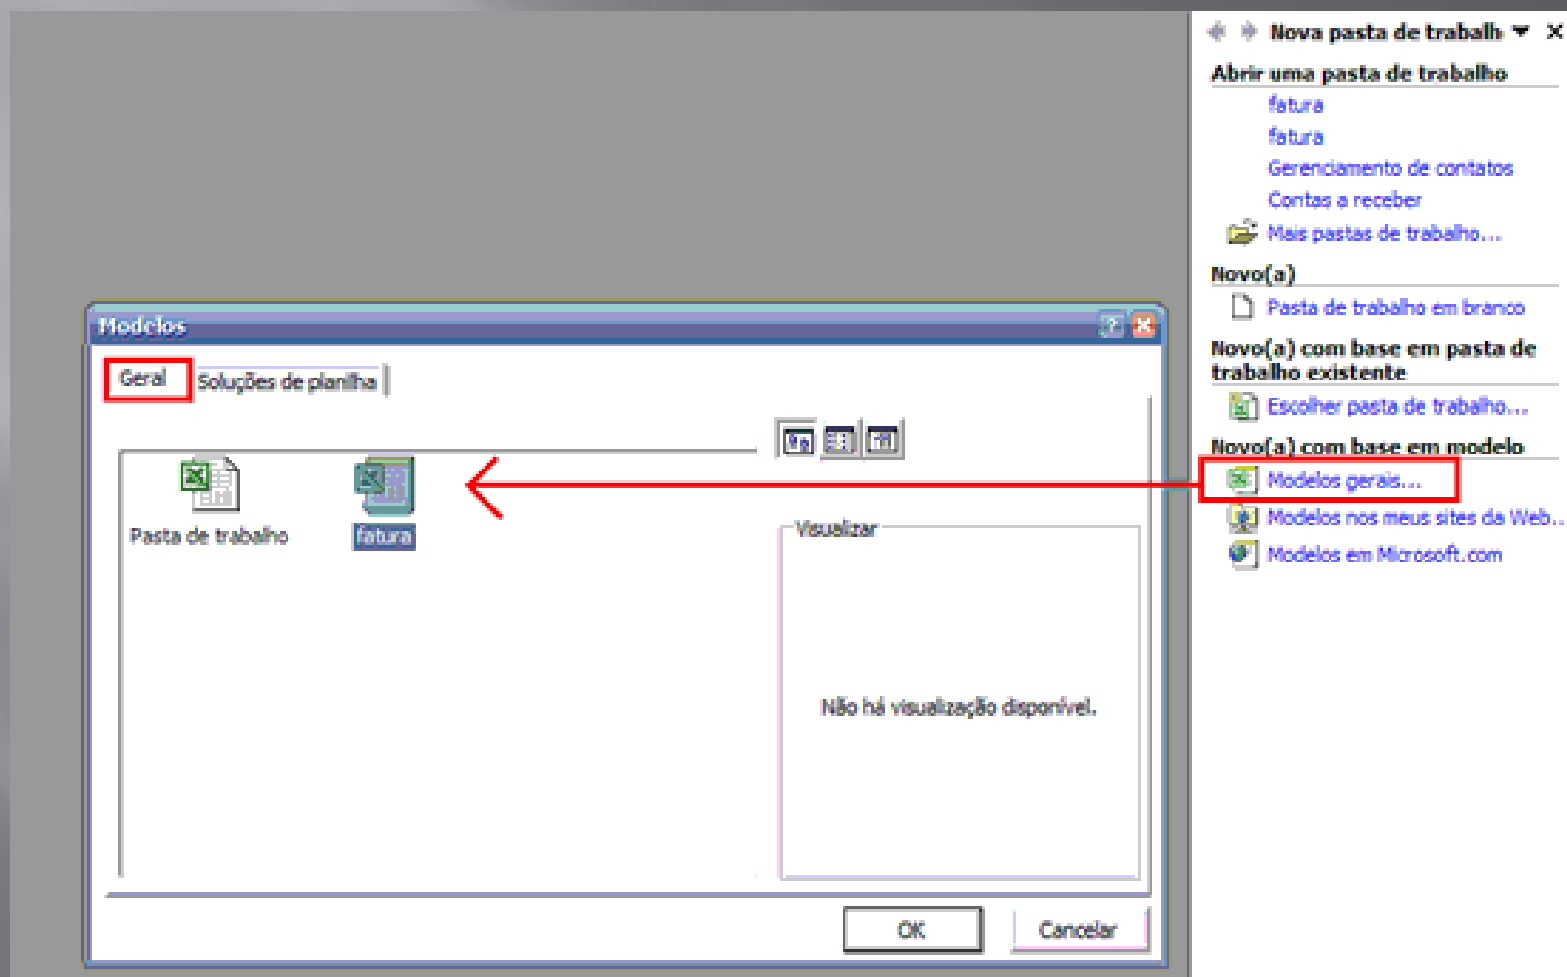 Nova pasta de trabalh
Abrir uma pasta de trabalho
fatura
fatura
Gerenciamento de contatos
Contas a receber
Mais pastas de trabalho...
Novo(a)
Pasta de trabalho em branco
Novo(a) com base em pasta de
trabalho existente
Escolher pasta de trabalho...
Novo(a) com base em modelo
Modelos gerais...
Modelos nos meus sites da Web...
Modelos em Microsoft.com
Modelos
Geral
Soluções de planilha
Pasta de trabalho
fatura
Visualizar
Não há visualização disponível.
OK
Cancelar